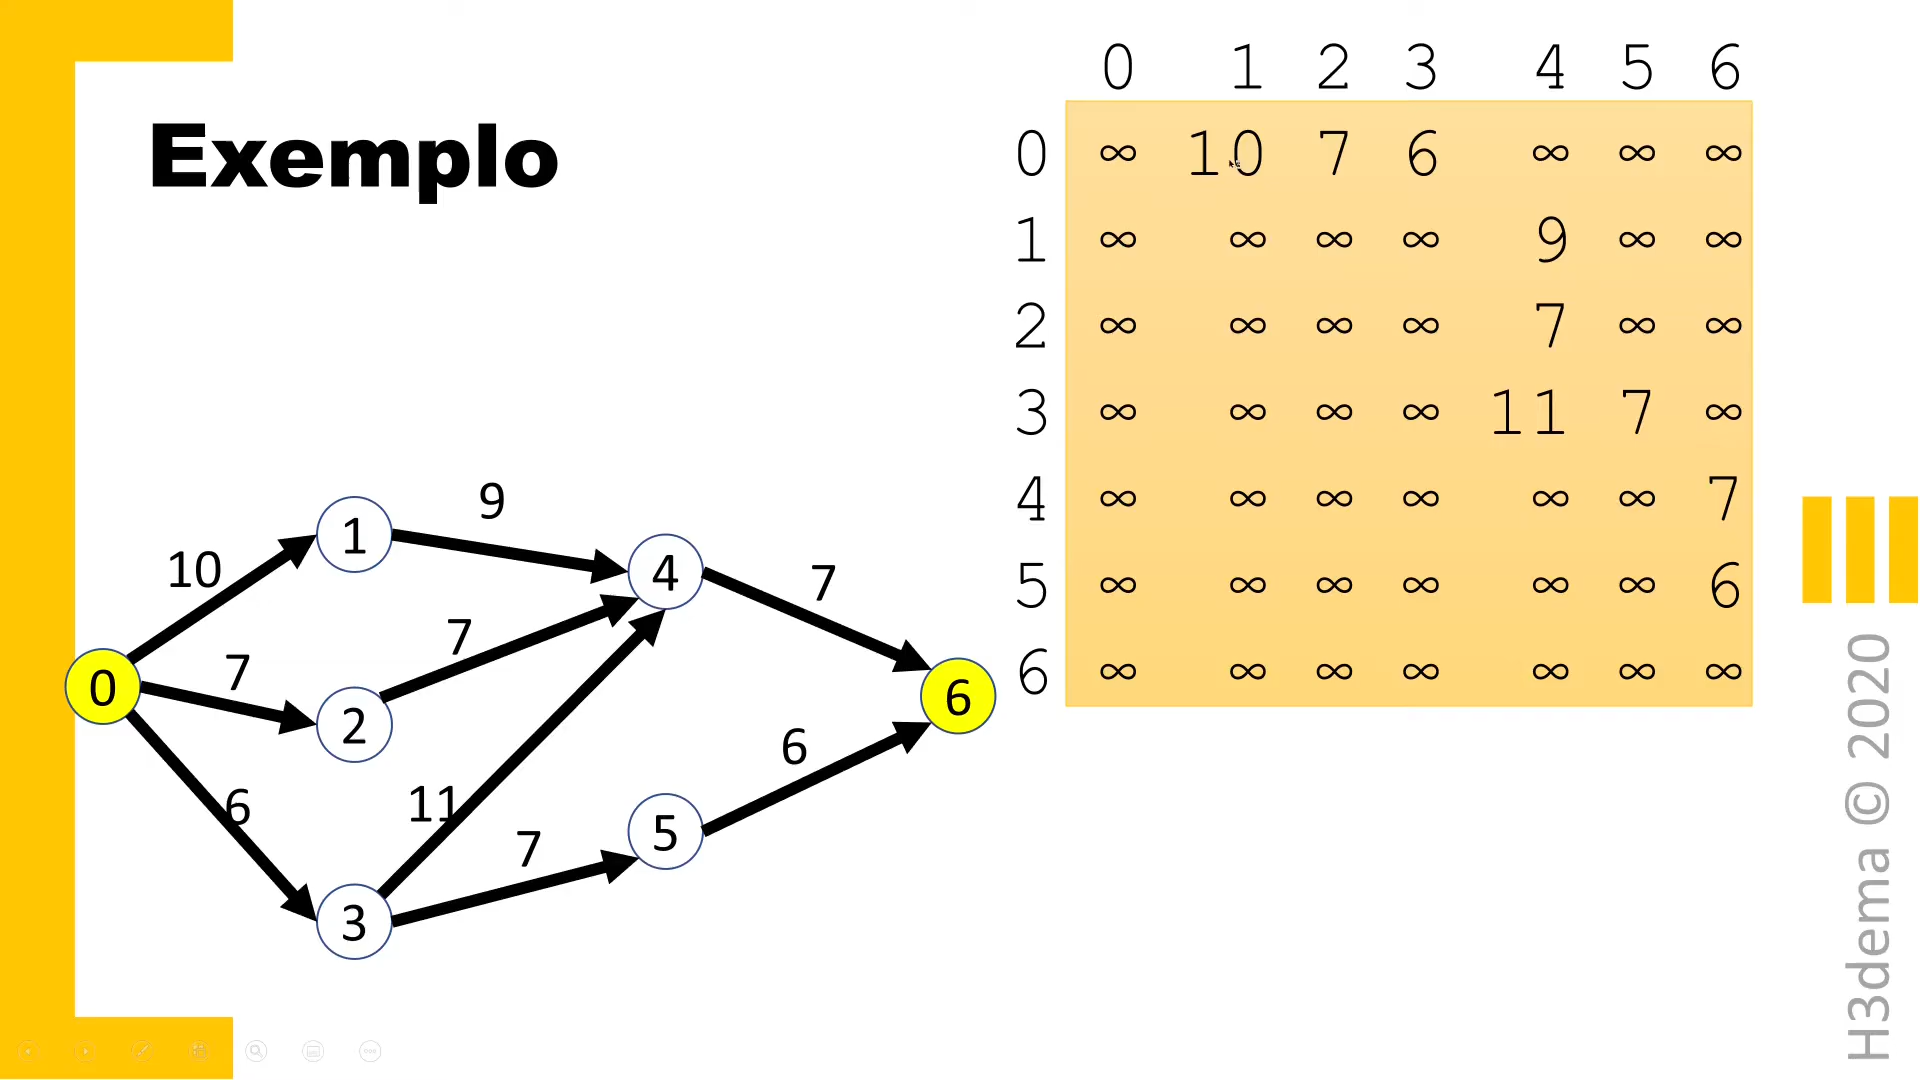 Exemplo
0 1 2 3 4 5 6
0 ∞ 10 7 6 ∞ ∞ ∞
1 ∞ ∞ ∞ ∞ 9 ∞ ∞
2 ∞ ∞ ∞ ∞ 7 ∞ ∞
3 ∞ ∞ ∞ ∞ 11 7 ∞
4 ∞ ∞ ∞ ∞ ∞ ∞ 7
5 ∞ ∞ ∞ ∞ ∞ ∞ 6
6 ∞ ∞ ∞ ∞ ∞ ∞ ∞
9
1
10
4
7
7
7
0
6
2
6
6
11
7
5
3
H3dema © 2020